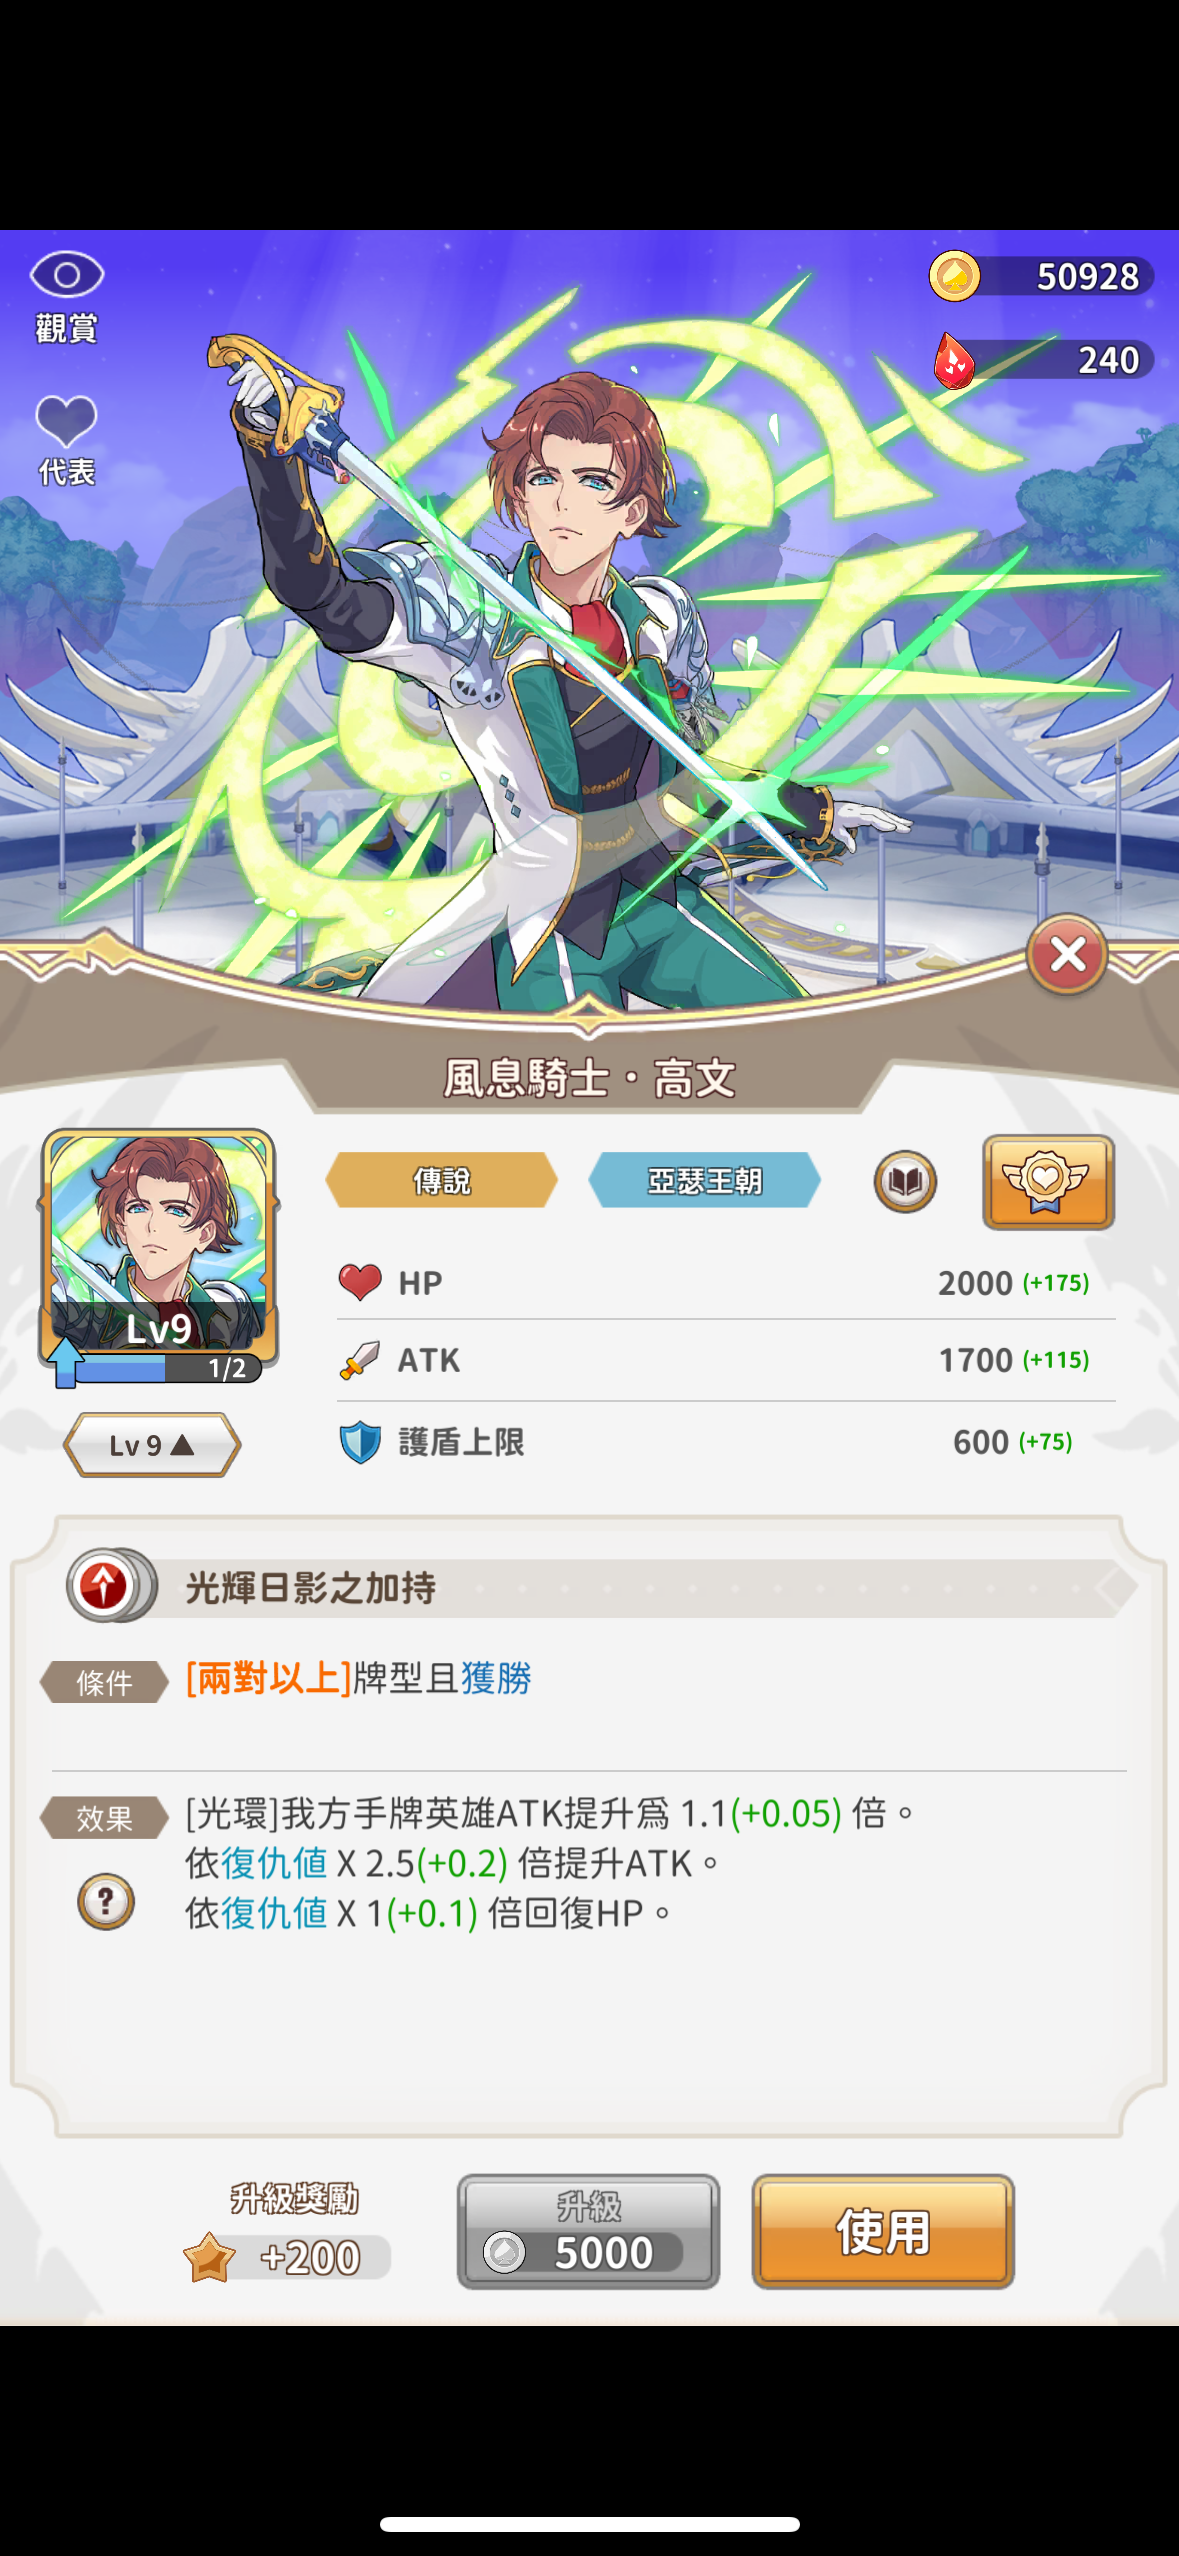 觀賞
50928
240
代表
風息騎士・高文
傳說
亞瑟王朝
Lv9
1/2
Lv 9 ▲
HP
2000 (+175)
ATK
1700 (+115)
護盾上限
600 (+75)
光輝日影之加持
條件
[兩對以上]牌型且獲勝
效果
[光環]我方手牌英雄ATK提升爲 1.1(+0.05) 倍。
依復仇値 X 2.5(+0.2) 倍提升ATK。
?
依復仇値 X 1(+0.1) 倍回復HP。
升級獎勵
+200
升級
5000
使用